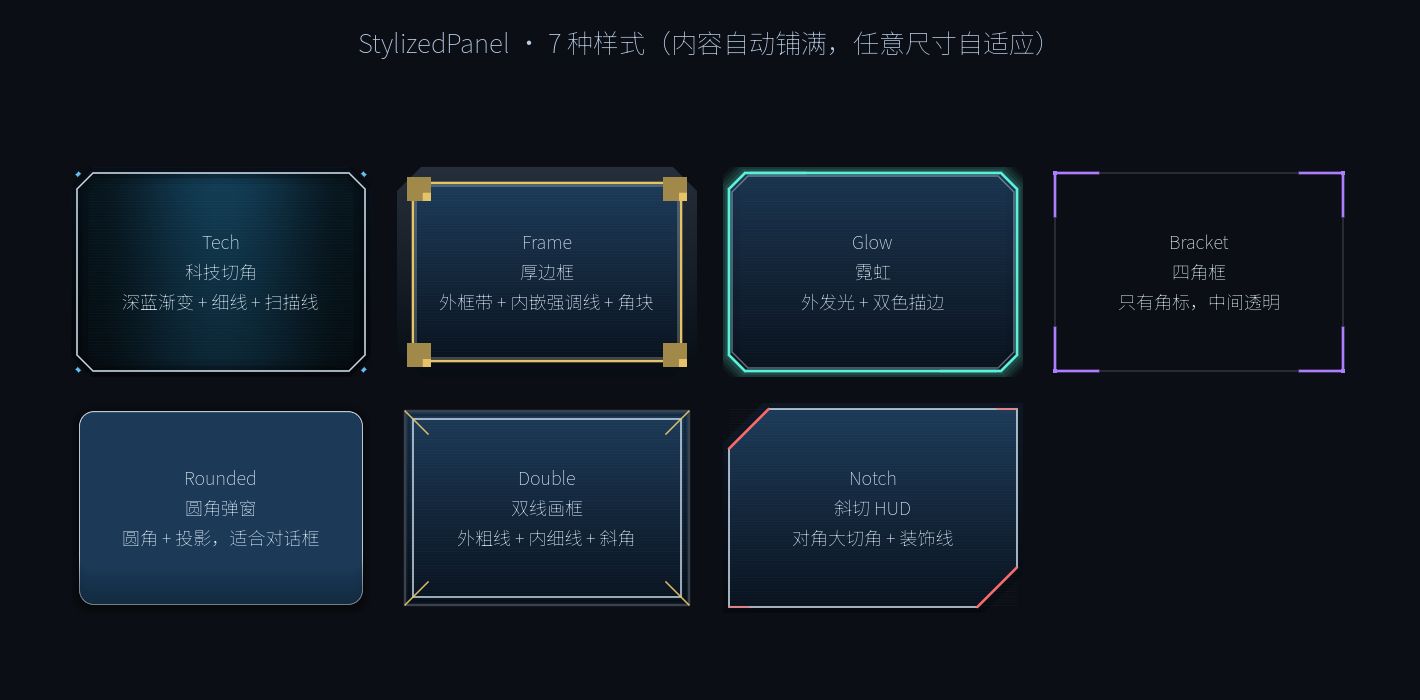 StylizedPanel · 7 种样式（内容自动铺满，任意尺寸自适应）
Tech
科技切角
深蓝渐变 + 细线 + 扫描线
Frame
厚边框
外框带 + 内嵌强调线 + 角块
Glow
霓虹
外发光 + 双色描边
Bracket
四角框
只有角标，中间透明
Rounded
圆角弹窗
圆角 + 投影，适合对话框
Double
双线画框
外粗线 + 内细线 + 斜角
Notch
斜切 HUD
对角大切角 + 装饰线